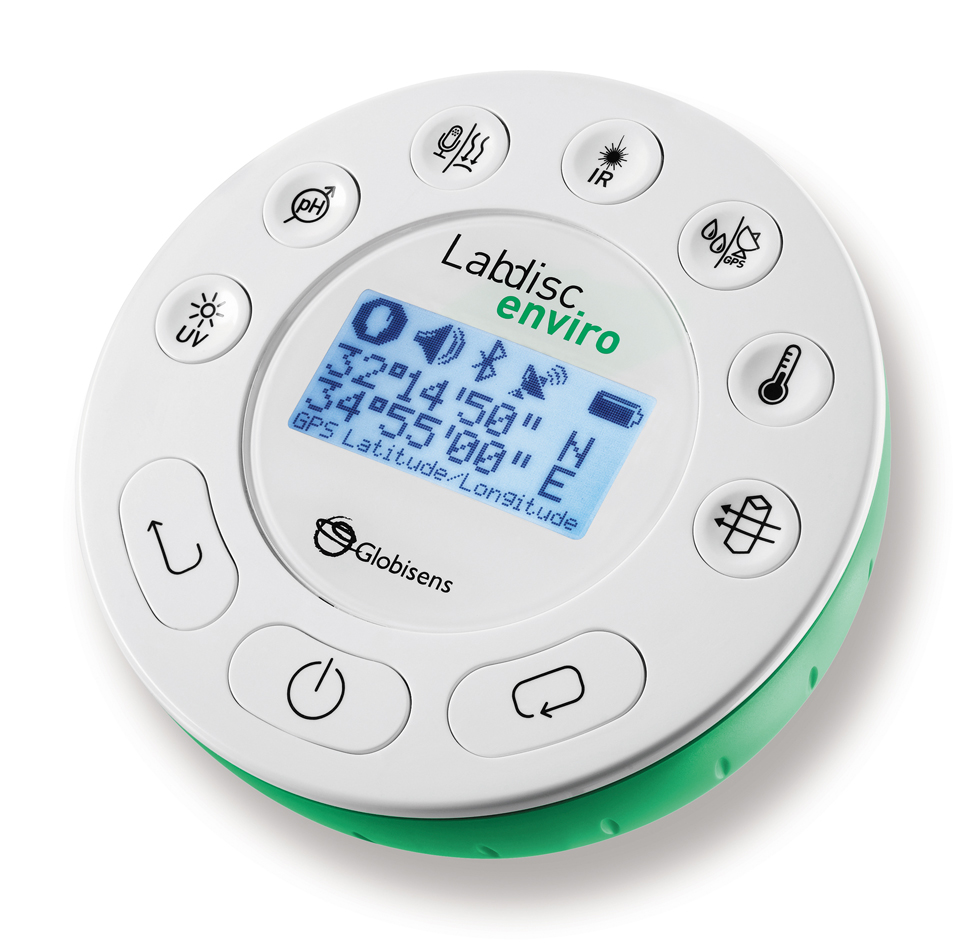 pH
IR
GPS
UV
Labdisc
enviro
32°14'50" N
34°55'00" E
GPS Latitude/Longitude
Globisens